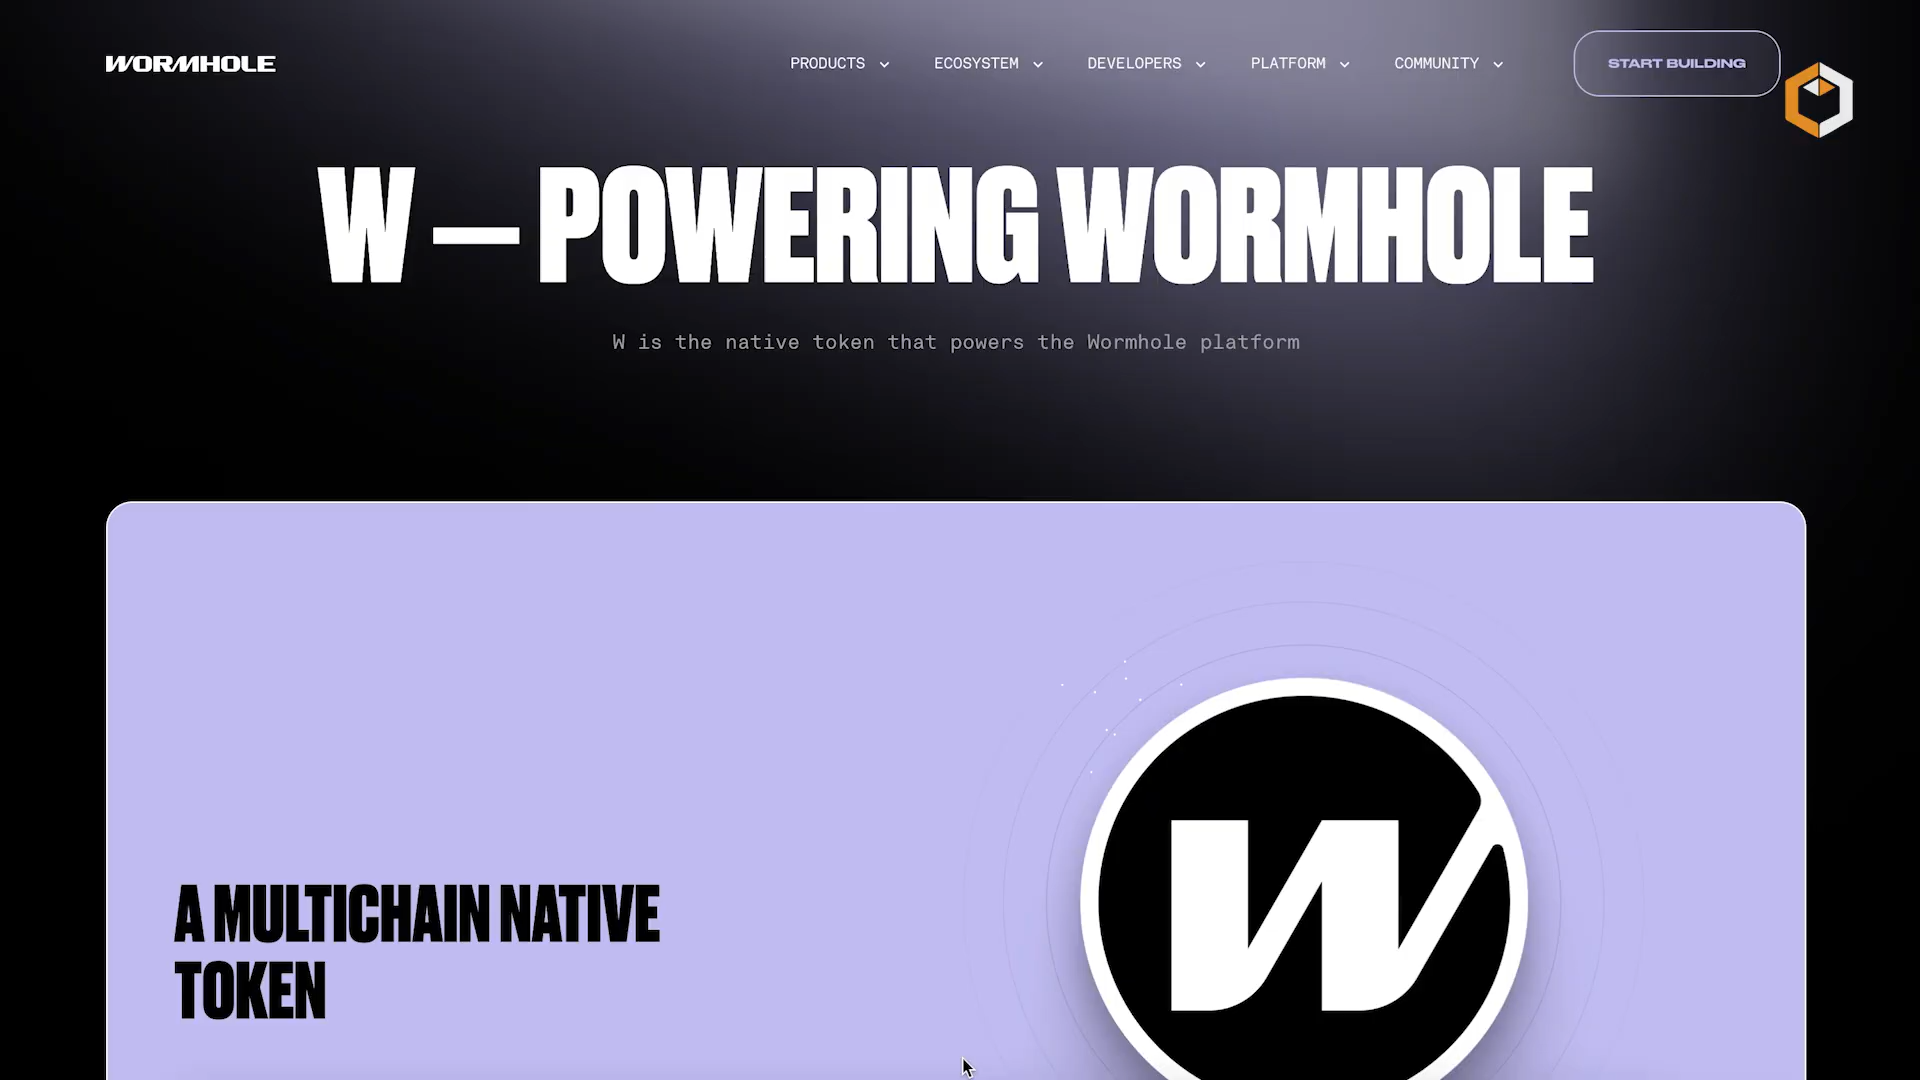 WORMHOLE
PRODUCTS
ECOSYSTEM
DEVELOPERS
PLATFORM
COMMUNITY
START BUILDING
W — POWERING WORMHOLE
W is the native token that powers the Wormhole platform
A MULTICHAIN NATIVE
TOKEN
W